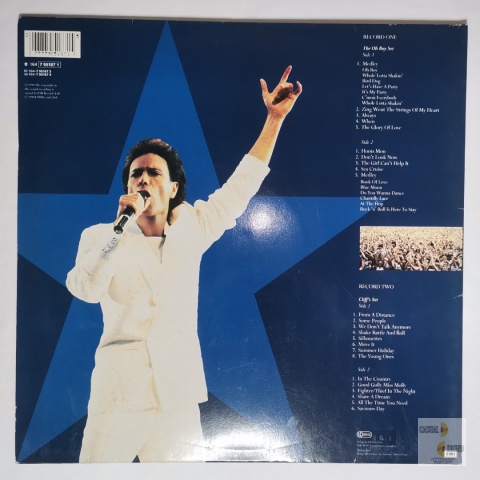 164 7 95187 1
RECORD ONE
The Oh Boy Set
Side 1
1. Medley
Oh Boy
Whole Lotta Shakin'
Bird Dog
Let's Have A Party
It's My Party
C'mon Everybody
Whole Lotta Shakin'
2. Zing Went The Strings Of My Heart
3. Always
4. When
5. The Glory Of Love
Side 2
1. Hoots Mon
2. Don't Look Now
3. The Girl Can't Help It
4. Sea Cruise
5. Medley
Book Of Love
Blue Moon
Do You Wanna Dance
Chantilly Lace
At The Hop
Rock 'n' Roll Is Here To Stay
RECORD TWO
Cliff's Set
Side 1
1. From A Distance
2. Some People
3. We Don't Talk Anymore
4. Shake Rattle And Roll
5. Silhouettes
6. Move It
7. Summer Holiday
8. The Young Ones
Side 2
1. In The Country
2. Good Golly Miss Molly
3. Fighter/Thief In The Night
4. Share A Dream
5. All The Time You Need
6. Saviours Day